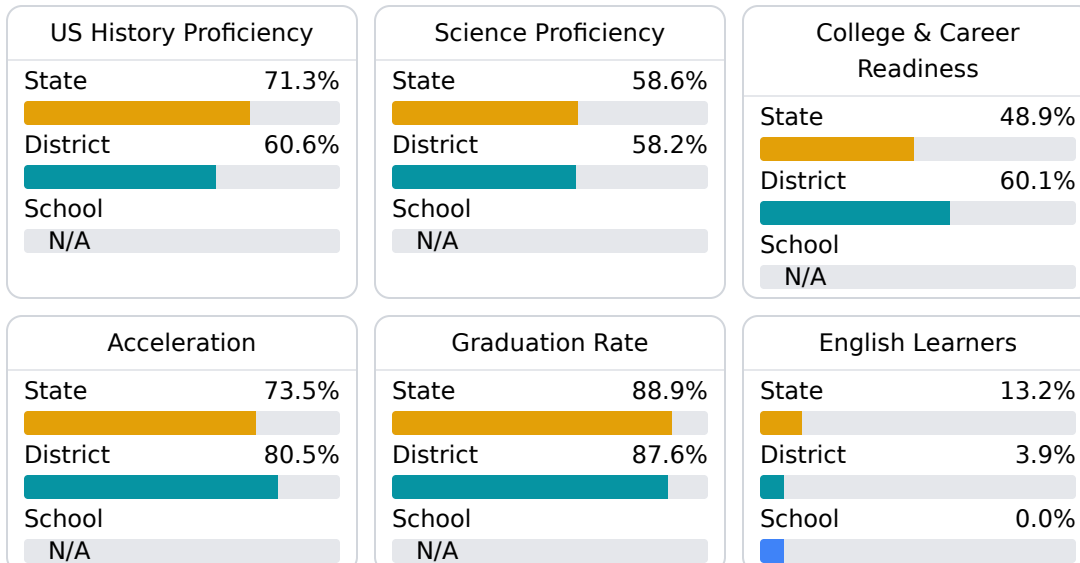 US History Proficiency
State 71.3%
District 60.6%
School
N/A
Science Proficiency
State 58.6%
District 58.2%
School
N/A
College & Career
Readiness
State 48.9%
District 60.1%
School
N/A
Acceleration
State 73.5%
District 80.5%
School
N/A
Graduation Rate
State 88.9%
District 87.6%
School
N/A
English Learners
State 13.2%
District 3.9%
School 0.0%